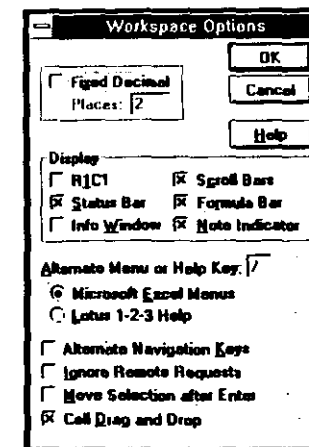 Workspace Options
OK
Fixed Decimal
Cancel
Places: 2
Help
Display
R1C1 Scroll Bars
Status Bar Formula Bar
Info Window Note Indicator
Alternate Menu or Help Key: /
Microsoft Excel Menus
Lotus 1-2-3 Help
Alternate Navigation Keys
Ignore Remote Requests
Move Selection after Enter
Cell Drag and Drop